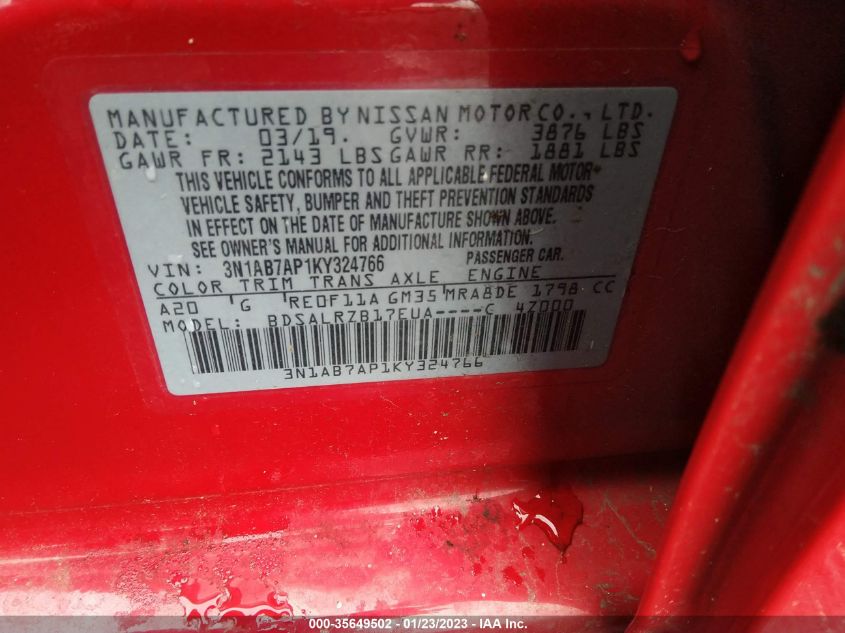 MANUFACTURED BY NISSAN MOTOR CO., LTD.
DATE: 03/19. GVWR: 3876 LBS
GAWR FR: 2143 LBS GAWR RR: 1881 LBS
THIS VEHICLE CONFORMS TO ALL APPLICABLE FEDERAL MOTOR
VEHICLE SAFETY, BUMPER AND THEFT PREVENTION STANDARDS
IN EFFECT ON THE DATE OF MANUFACTURE SHOWN ABOVE.
SEE OWNER'S MANUAL FOR ADDITIONAL INFORMATION.
VIN: 3N1AB7AP1KY324766 PASSENGER CAR.
COLOR TRIM TRANS AXLE ENGINE
A20 G RE0F11A GM35 MRA8DE 1798 CC
MODEL: BDSALRZB17EUA----C 47000
3N1AB7AP1KY324766
000-35649502 - 01/23/2023 - IAA Inc.